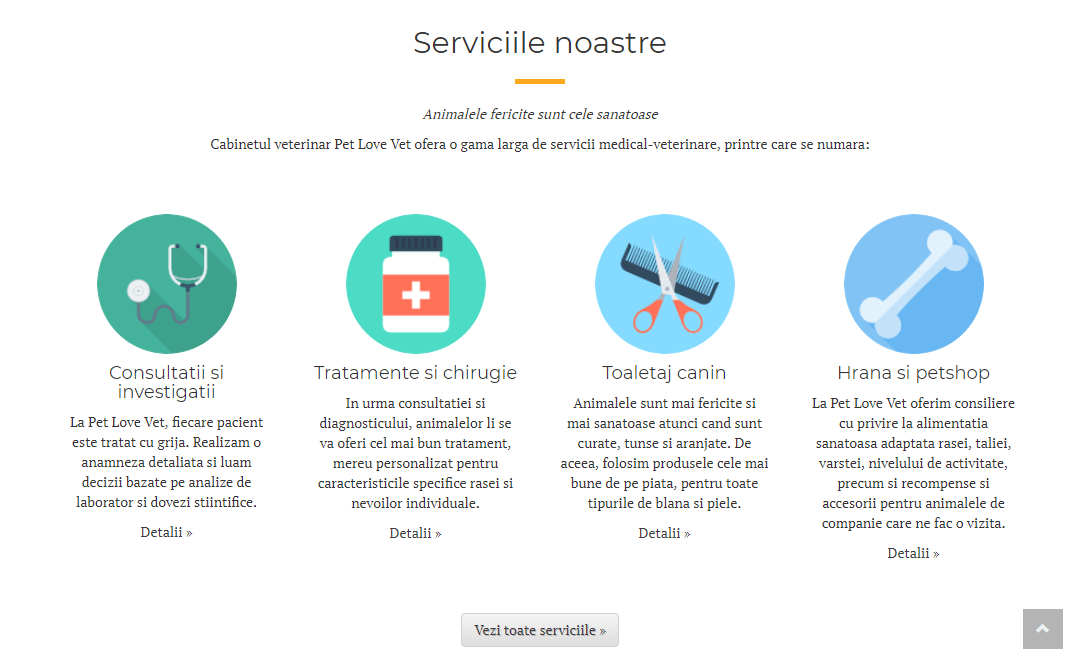 Serviciile noastre
Animalele fericite sunt cele sanatoase
Cabinetul veterinar Pet Love Vet ofera o gama larga de servicii medical-veterinare, printre care se numara:
Consultatii si
investigatii
La Pet Love Vet, fiecare pacient
este tratat cu grija. Realizam o
anamneza detaliata si luam
decizii bazate pe analize de
laborator si dovezi stiintifice.
Detalii »
Tratamente si chirugie
In urma consultatiei si
diagnosticului, animalelor li se
va oferi cel mai bun tratament,
mereu personalizat pentru
caracteristicile specifice rasei si
nevoilor individuale.
Detalii »
Toaletaj canin
Animalele sunt mai fericite si
mai sanatoase atunci cand sunt
curate, tunse si aranjate. De
aceea, folosim produsele cele mai
bune de pe piata, pentru toate
tipurile de blana si piele.
Detalii »
Hrana si petshop
La Pet Love Vet oferim consiliere
cu privire la alimentatia
sanatoasa adaptata rasei, taliei,
varstei, nivelului de activitate,
precum si recompense si
accesorii pentru animalele de
companie care ne fac o vizita.
Detalii »
Vezi toate serviciile »